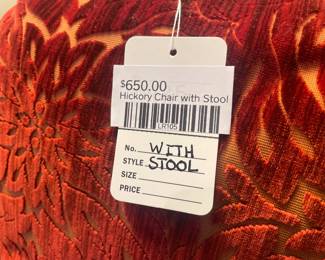 $650.00
Hickory Chair with Stool
LR105
No. WITH
STYLE STOOL
SIZE
PRICE